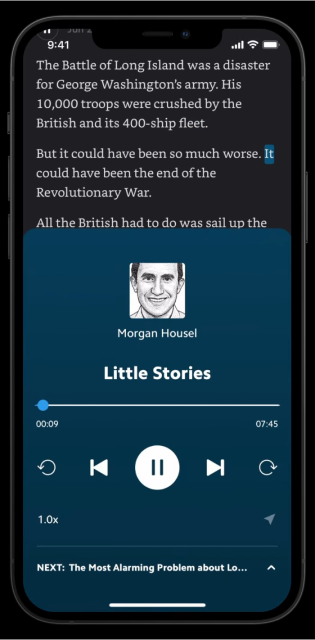 Jun 2
9:41
The Battle of Long Island was a disaster
for George Washington's army. His
10,000 troops were crushed by the
British and its 400-ship fleet.
But it could have been so much worse. It
could have been the end of the
Revolutionary War.
All the British had to do was sail up the
Morgan Housel
Little Stories
00:09
07:45
1.0x
NEXT: The Most Alarming Problem about Lo...